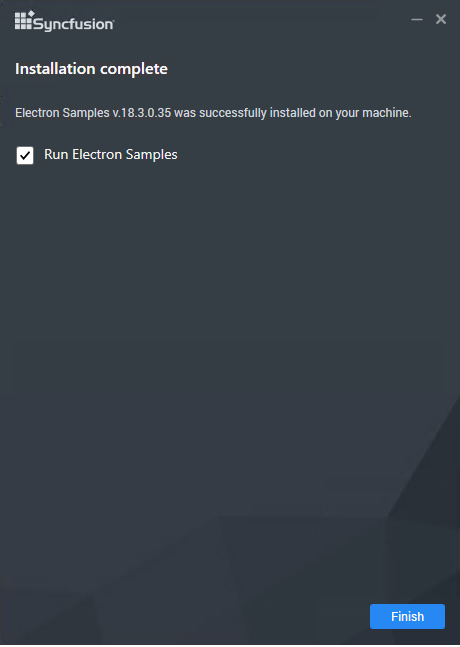 Syncfusion
Installation complete
Electron Samples v.18.3.0.35 was successfully installed on your machine.
Run Electron Samples
Finish